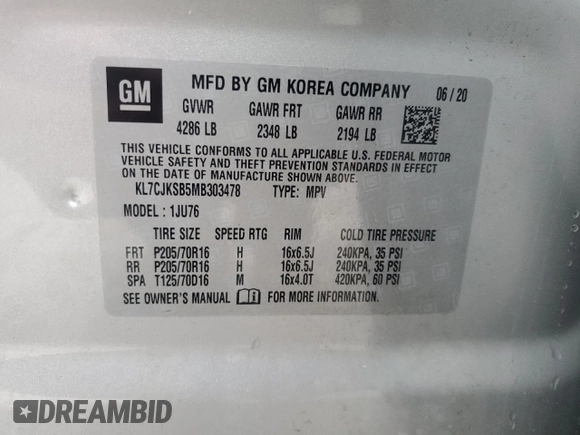 GM
MFD BY GM KOREA COMPANY 06/20
GVWR GAWR FRT GAWR RR
4286 LB 2348 LB 2194 LB
THIS VEHICLE CONFORMS TO ALL APPLICABLE U.S. FEDERAL MOTOR
VEHICLE SAFETY AND THEFT PREVENTION STANDARDS IN EFFECT
ON THE DATE OF MANUFACTURE SHOWN ABOVE.
KL7CJKSB5MB303478 TYPE: MPV
MODEL: 1JU76
TIRE SIZE SPEED RTG RIM COLD TIRE PRESSURE
FRT P205/70R16 H 16x6.5J 240KPA, 35 PSI
RR P205/70R16 H 16x6.5J 240KPA, 35 PSI
SPA T125/70D16 M 16x4.0T 420KPA, 60 PSI
SEE OWNER'S MANUAL FOR MORE INFORMATION.
DREAMBID